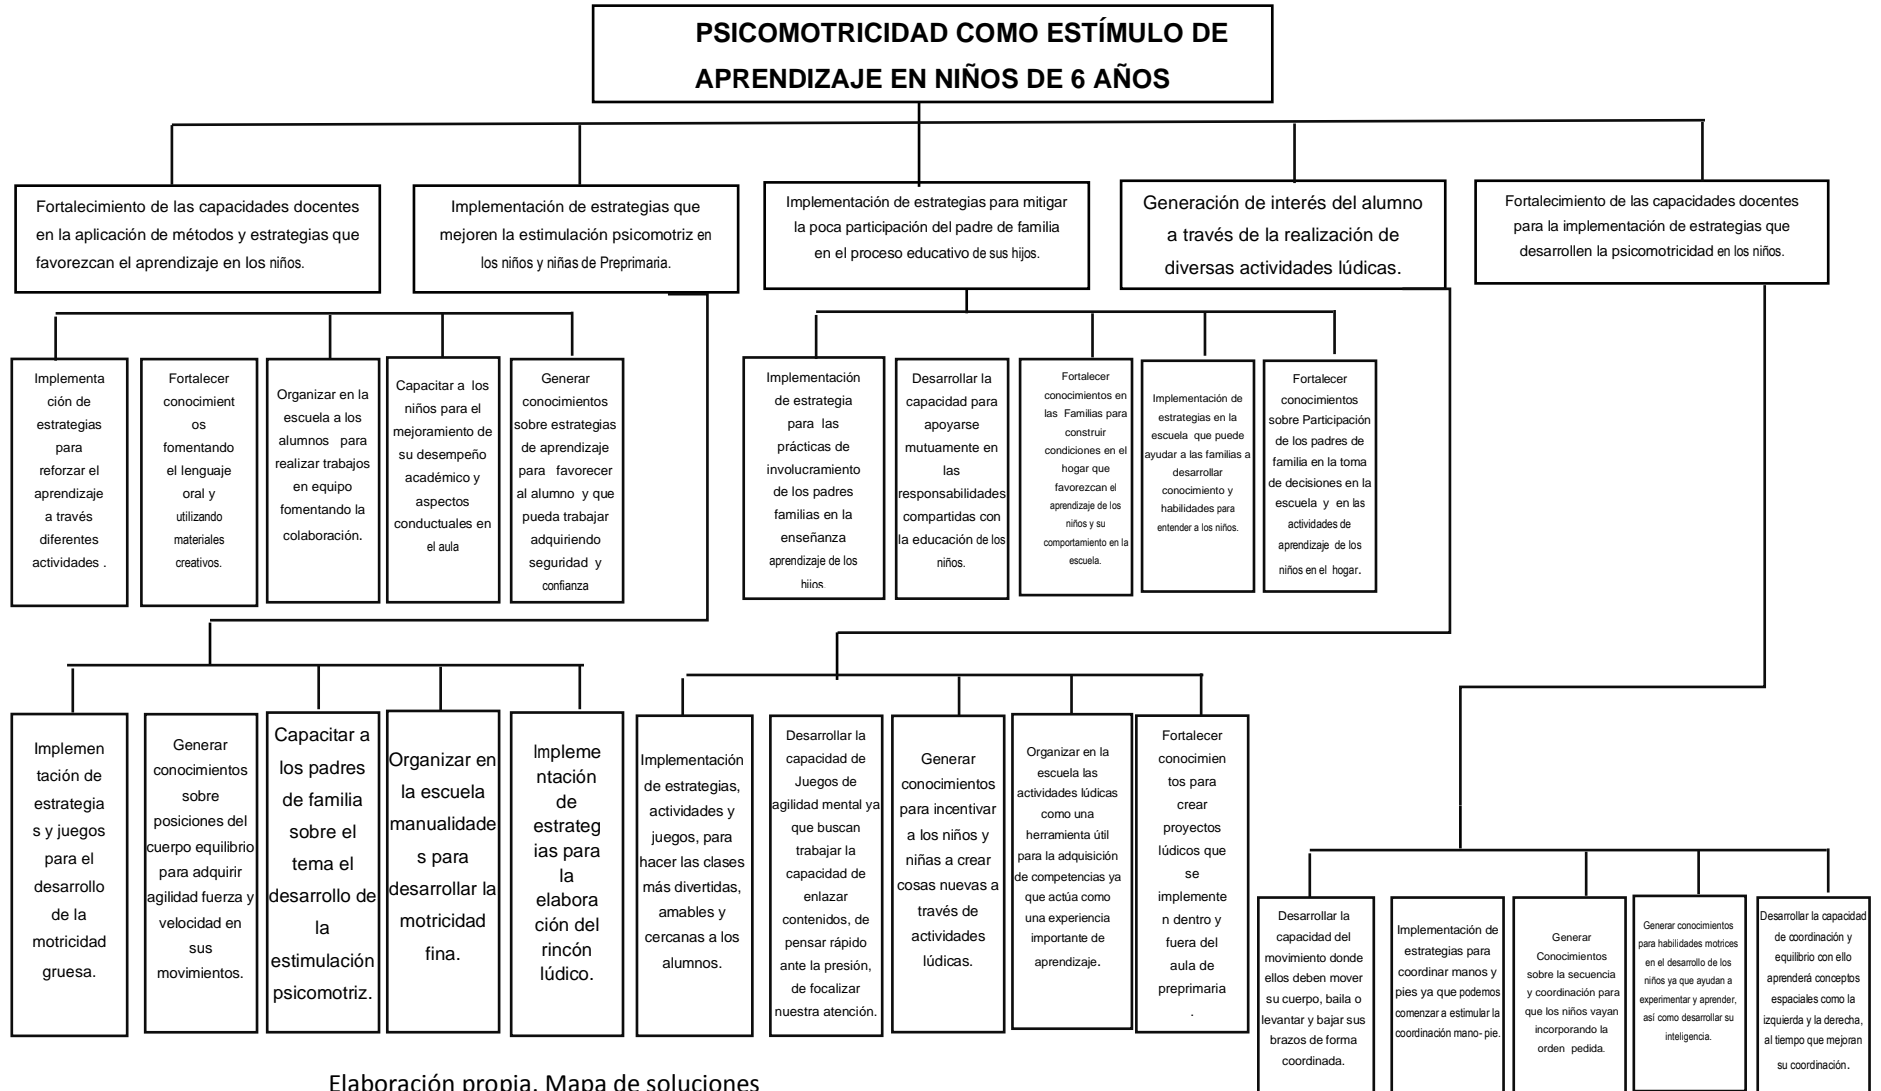 PSICOMOTRICIDAD COMO ESTÍMULO DE
APRENDIZAJE EN NIÑOS DE 6 AÑOS
Fortalecimiento de las capacidades docentes
en la aplicación de métodos y estrategias que
favorezcan el aprendizaje en los niños.
Implementación de estrategias que
mejoren la estimulación psicomotriz en
los niños y niñas de Preprimaria.
Implementación de estrategias para mitigar
la poca participación del padre de familia
en el proceso educativo de sus hijos.
Generación de interés del alumno
a través de la realización de
diversas actividades lúdicas.
Fortalecimiento de las capacidades docentes
para la implementación de estrategias que
desarrollen la psicomotricidad en los niños.
Implementa
ción de
estrategias
para
reforzar el
aprendizaje
a través
diferentes
actividades .
Fortalecer
conocimient
os
fomentando
el lenguaje
oral y
utilizando
materiales
creativos.
Organizar en la
escuela a los
alumnos para
realizar trabajos
en equipo
fomentando la
colaboración.
Capacitar a los
niños para el
mejoramiento de
su desempeño
académico y
aspectos
conductuales en
el aula
Generar
conocimientos
sobre estrategias
de aprendizaje
para favorecer
al alumno y que
pueda trabajar
adquiriendo
seguridad y
confianza
Implementación
de estrategia
para las
prácticas de
involucramiento
de los padres
familias en la
enseñanza
aprendizaje de los
hijos.
Desarrollar la
capacidad para
apoyarse
mutuamente en
las
responsabilidades
compartidas con
la educación de los
niños.
Fortalecer
conocimientos en
las Familias para
construir
condiciones en el
hogar que
favorezcan el
aprendizaje de los
niños y su
comportamiento en la
escuela.
Implementación de
estrategias en la
escuela que puede
ayudar a las familias a
desarrollar
conocimiento y
habilidades para
entender a los niños.
Fortalecer
conocimientos
sobre Participación
de los padres de
familia en la toma
de decisiones en la
escuela y en las
actividades de
aprendizaje de los
niños en el hogar.
Implemen
tación de
estrategia
s y juegos
para el
desarrollo
de la
motricidad
gruesa.
Generar
conocimientos
sobre
posiciones del
cuerpo equilibrio
para adquirir
agilidad fuerza y
velocidad en
sus
movimientos.
Capacitar a
los padres
de familia
sobre el
tema el
desarrollo de
la
estimulación
psicomotriz.
Organizar en
la escuela
manualidade
s para
desarrollar la
motricidad
fina.
Impleme
ntación
de
estrateg
ias para
la
elabora
ción del
rincón
lúdico.
Implementación
de estrategias,
actividades y
juegos, para
hacer las clases
más divertidas,
amables y
cercanas a los
alumnos.
Desarrollar la
capacidad de
Juegos de
agilidad mental ya
que buscan
trabajar la
capacidad de
enlazar
contenidos, de
pensar rápido
ante la presión,
de focalizar
nuestra atención.
Generar
conocimientos
para incentivar
a los niños y
niñas a crear
cosas nuevas a
través de
actividades
lúdicas.
Organizar en la
escuela las
actividades lúdicas
como una
herramienta útil
para la adquisición
de competencias ya
que actúa como
una experiencia
importante de
aprendizaje.
Fortalecer
conocimien
tos para
crear
proyectos
lúdicos que
se
implemente
n dentro y
fuera del
aula de
preprimaria
.
Desarrollar la
capacidad del
movimiento donde
ellos deben mover
su cuerpo, baila o
levantar y bajar sus
brazos de forma
coordinada.
Implementación de
estrategias para
coordinar manos y
pies ya que podemos
comenzar a estimular la
coordinación mano- pie.
Generar
Conocimientos
sobre la secuencia
y coordinación para
que los niños vayan
incorporando la
orden pedida.
Generar conocimientos
para habilidades motrices
en el desarrollo de los
niños ya que ayudan a
experimentar y aprender,
así como desarrollar su
inteligencia.
Desarrollar la capacidad
de coordinación y
equilibrio con ello
aprenderá conceptos
espaciales como la
izquierda y la derecha,
al tiempo que mejoran
su coordinación.
Elaboración propia. Mapa de soluciones